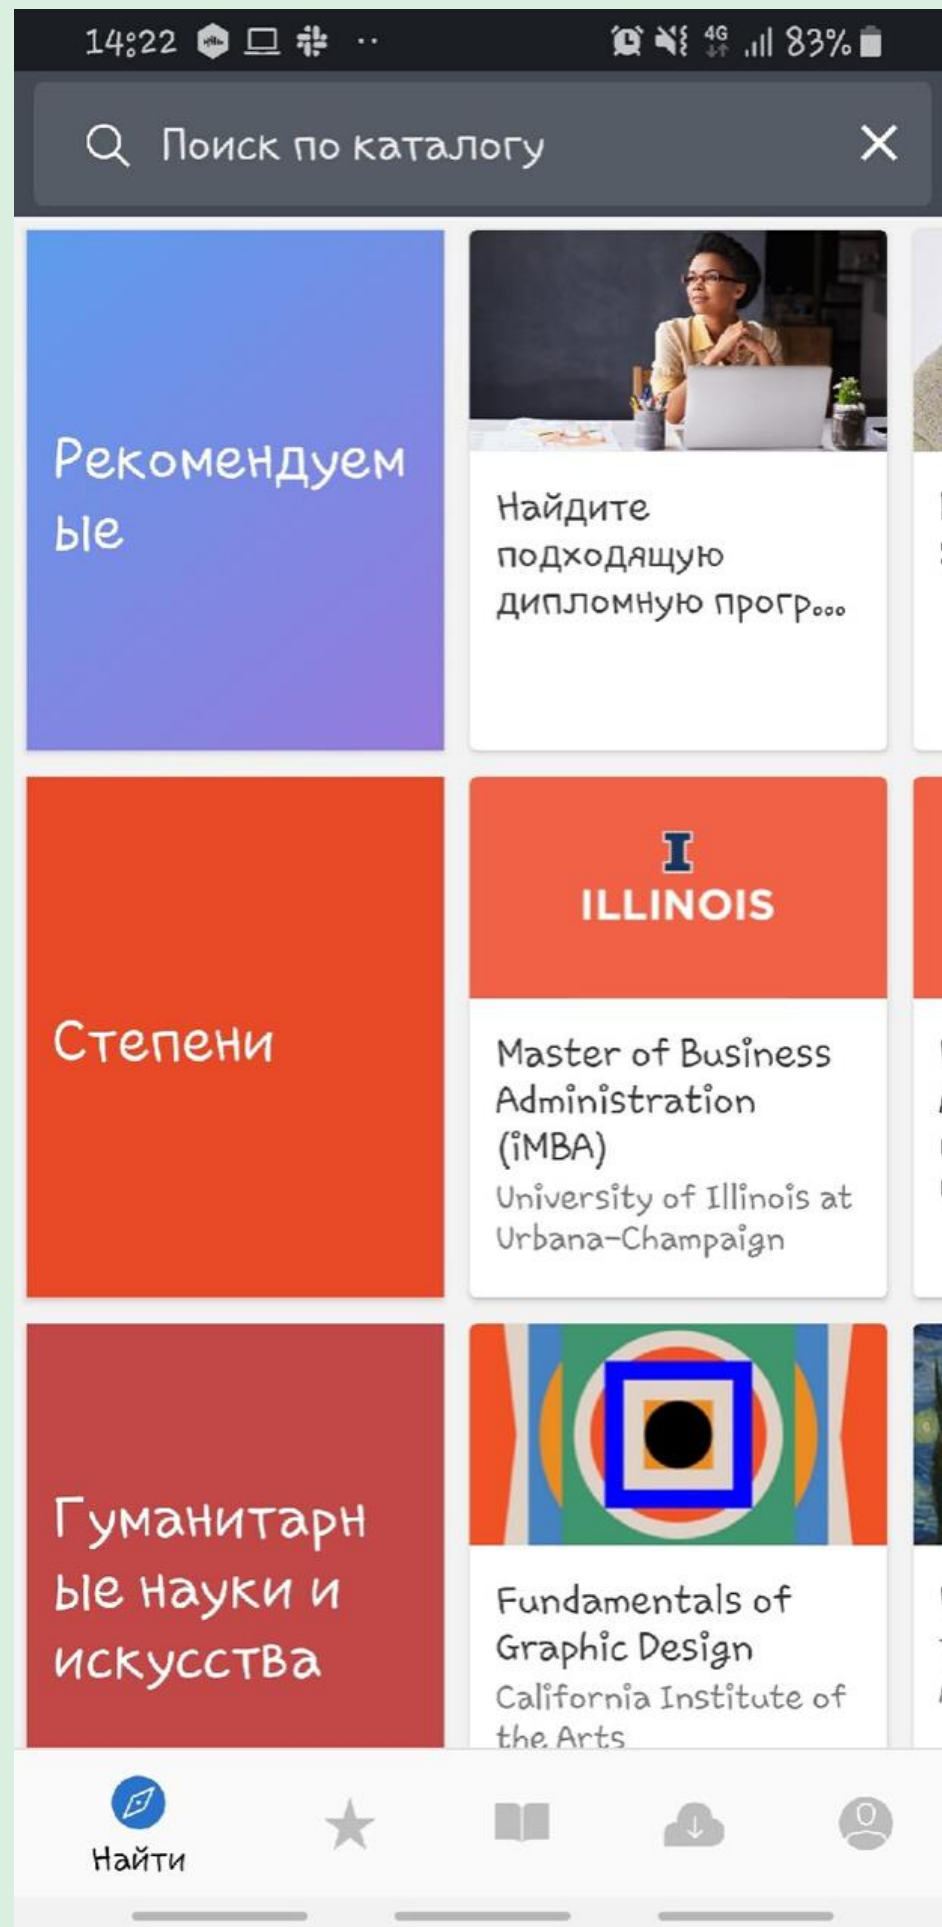 14:22
4G
83%
Поиск по каталогу
Рекомендуем
ые
Найдите
подходящую
дипломную прогр...
Степени
I
ILLINOIS
Master of Business
Administration
(iMBA)
University of Illinois at
Urbana-Champaign
Гуманитарн
ые науки и
искусства
Fundamentals of
Graphic Design
California Institute of
the Arts
Найти